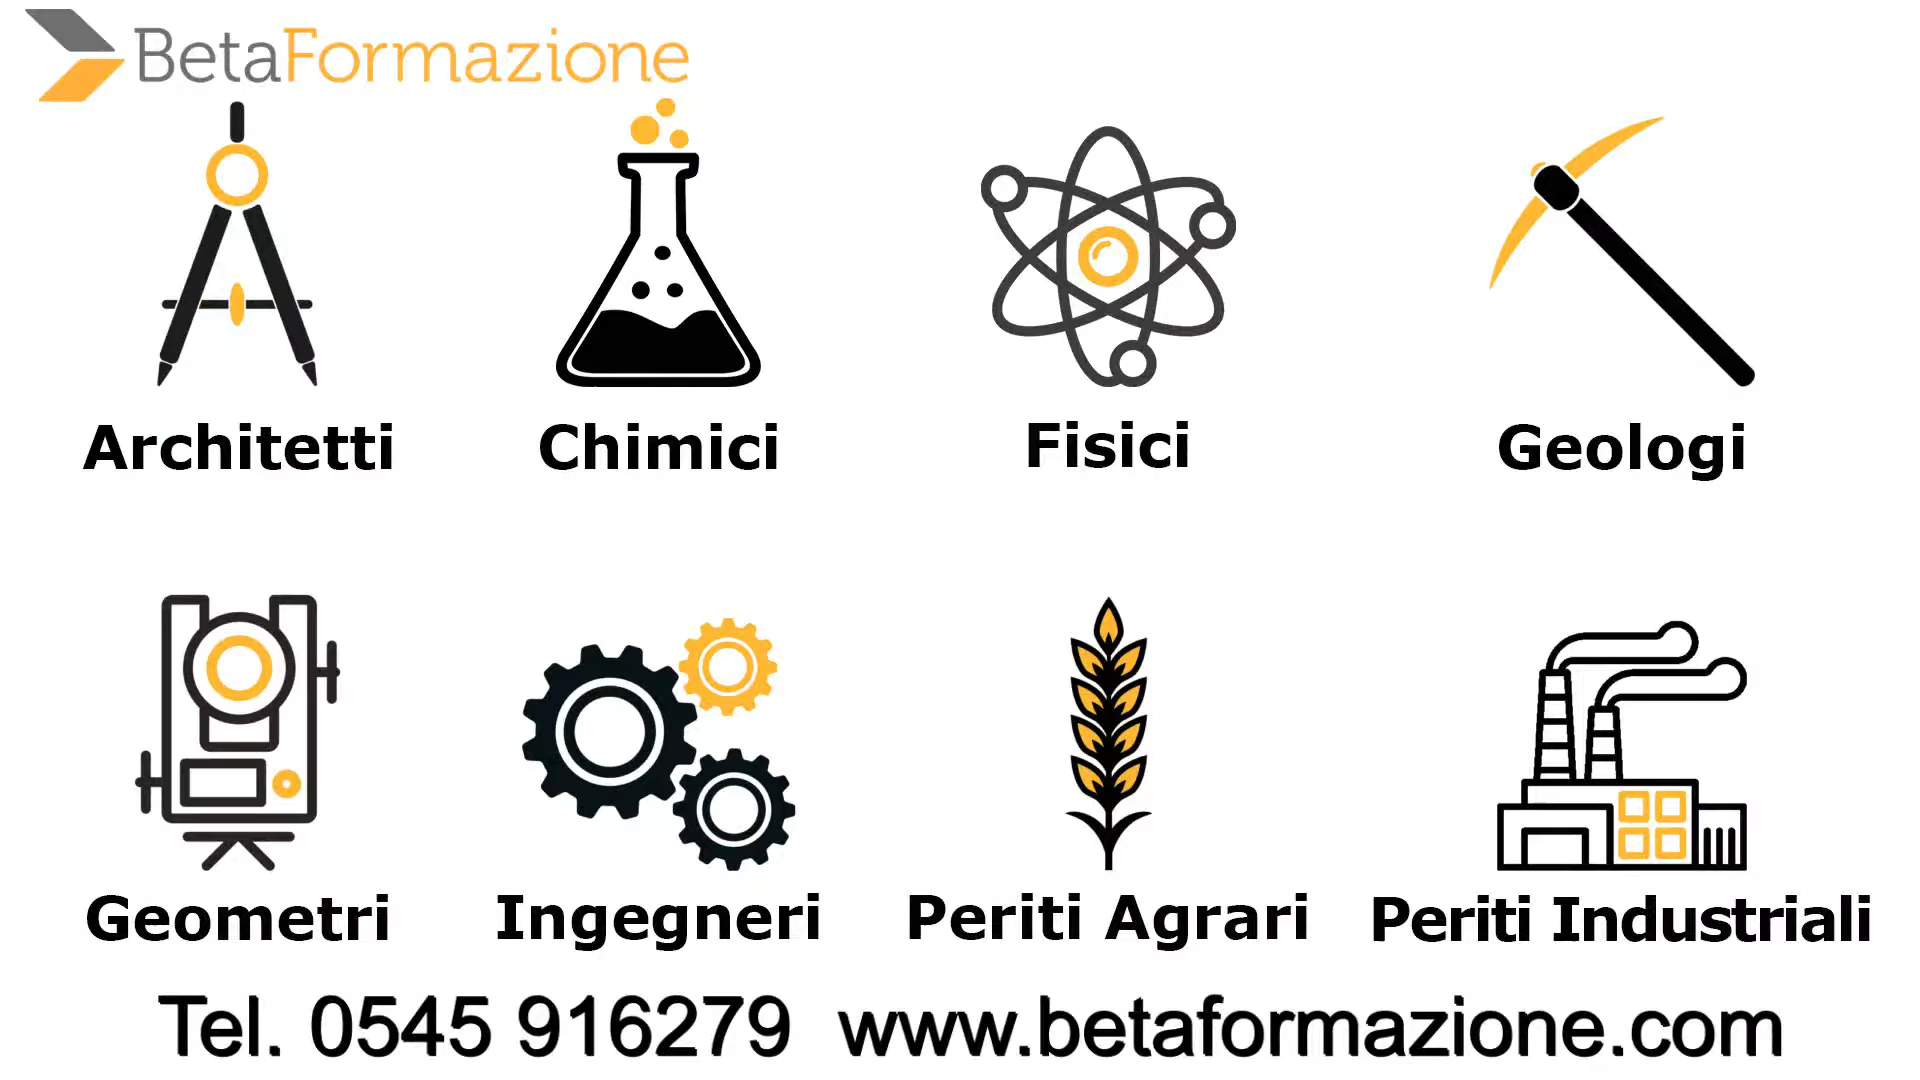 BetaFormazione
Architetti
Chimici
Fisici
Geologi
Geometri
Ingegneri
Periti Agrari
Periti Industriali
Tel. 0545 916279 www.betaformazione.com